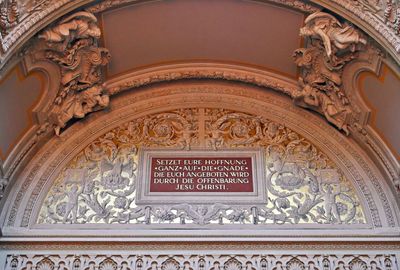 SETZET EURE HOFFNUNG
•GANZ•AUF•DIE•GNADE•
DIE EUCH ANGEBOTEN WIRD
DURCH DIE OFFENBARUNG
JESU CHRISTI.